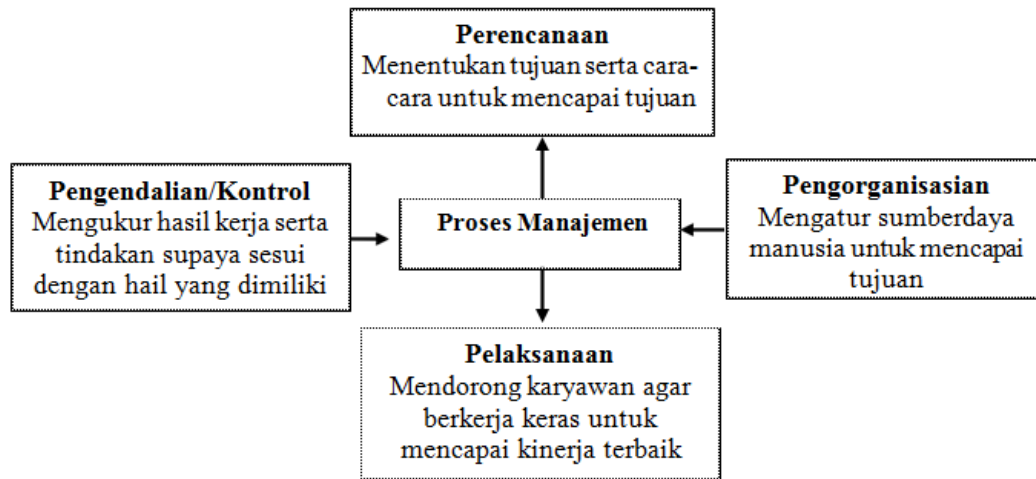 Perencanaan
Menentukan tujuan serta cara-
cara untuk mencapai tujuan
Pengendalian/Kontrol
Mengukur hasil kerja serta
tindakan supaya sesui
dengan hail yang dimiliki
Proses Manajemen
Pengorganisasian
Mengatur sumberdaya
manusia untuk mencapai
tujuan
Pelaksanaan
Mendorong karyawan agar
berkerja keras untuk
mencapai kinerja terbaik